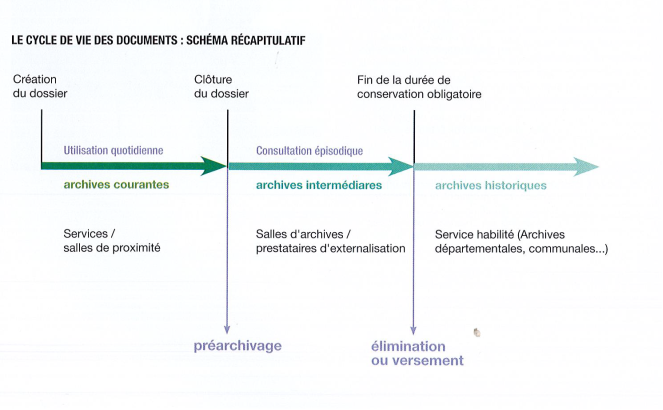 LE CYCLE DE VIE DES DOCUMENTS : SCHÉMA RÉCAPITULATIF
Création
du dossier
Clôture
du dossier
Fin de la durée de
conservation obligatoire
Utilisation quotidienne
Consultation épisodique
archives courantes
archives intermédiares
archives historiques
Services /
salles de proximité
Salles d'archives /
prestataires d'externalisation
Service habilité (Archives
départementales, communales...)
préarchivage
élimination
ou versement